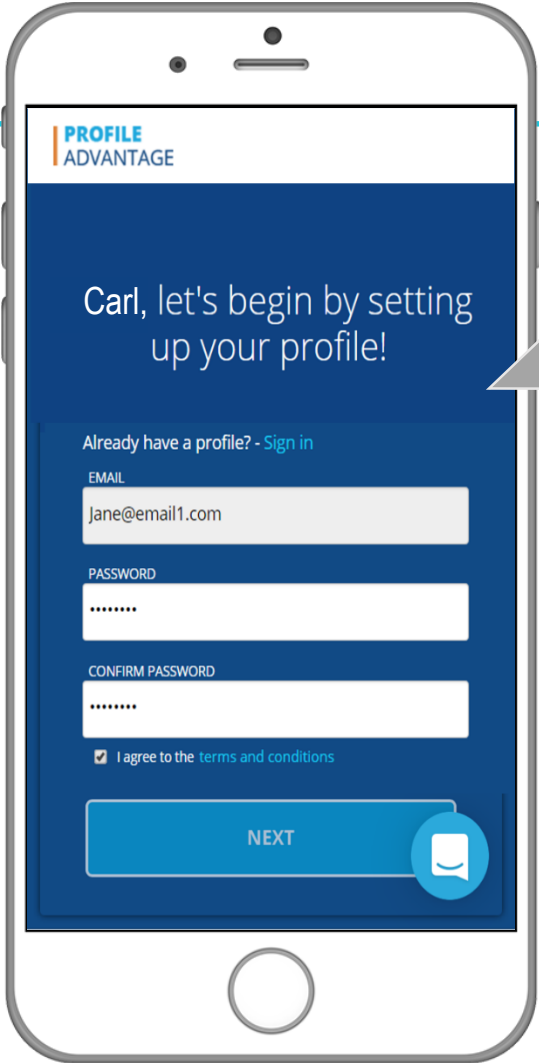 PROFILE
ADVANTAGE
Carl, let's begin by setting
up your profile!
Already have a profile? - Sign in
EMAIL
Jane@email1.com
PASSWORD
••••••••
CONFIRM PASSWORD
••••••••
I agree to the terms and conditions
NEXT